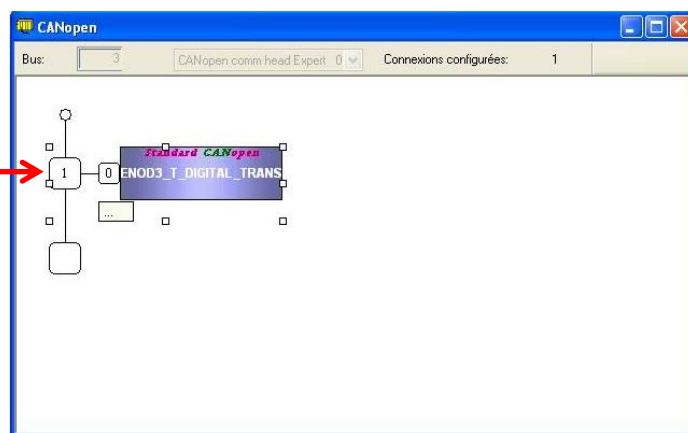 CANopen
Bus: 3 CANopen comm head Expert 0 Connexions configurées: 1
Standard CANopen
1 0 ENOD3_T_DIGITAL_TRANS
...